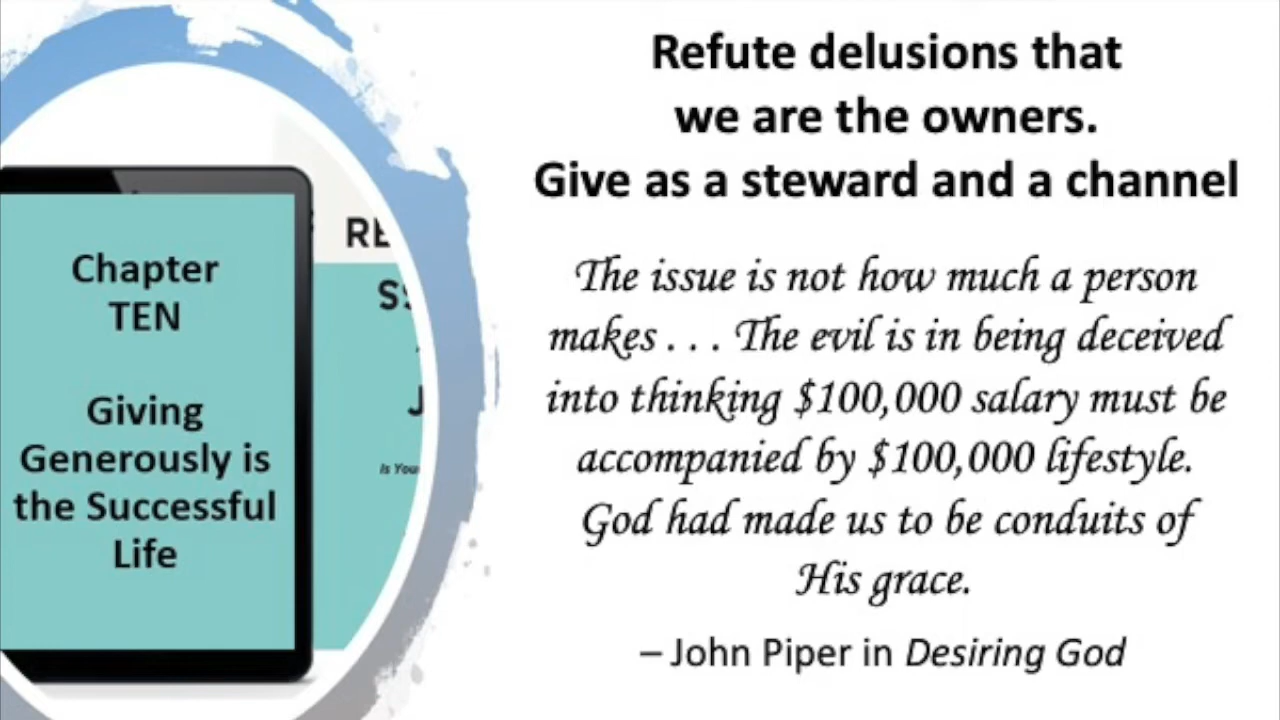 Refute delusions that
we are the owners.
Give as a steward and a channel
The issue is not how much a person
makes . . . The evil is in being deceived
into thinking $100,000 salary must be
accompanied by $100,000 lifestyle.
God had made us to be conduits of
His grace.
– John Piper in Desiring God
Chapter
TEN
Giving
Generously is
the Successful
Life
Is You